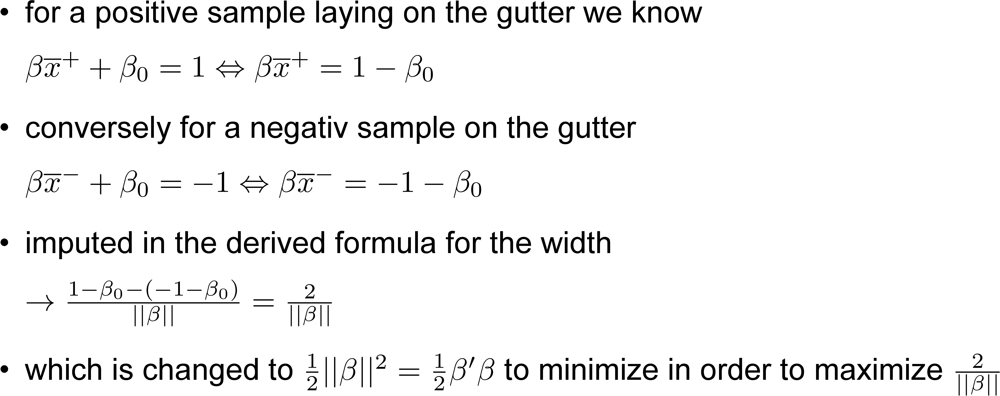 • for a positive sample laying on the gutter we know
$\beta \overline{x}^{+} + \beta_0 = 1 \Leftrightarrow \beta \overline{x}^{+} = 1 - \beta_0$
• conversely for a negativ sample on the gutter
$\beta \overline{x}^{-} + \beta_0 = -1 \Leftrightarrow \beta \overline{x}^{-} = -1 - \beta_0$
• imputed in the derived formula for the width
$\rightarrow \frac{1-\beta_0-(-1-\beta_0)}{||\beta||} = \frac{2}{||\beta||}$
• which is changed to $\frac{1}{2}||\beta||^2 = \frac{1}{2}\beta'\beta$ to minimize in order to maximize $\frac{2}{||\beta||}$